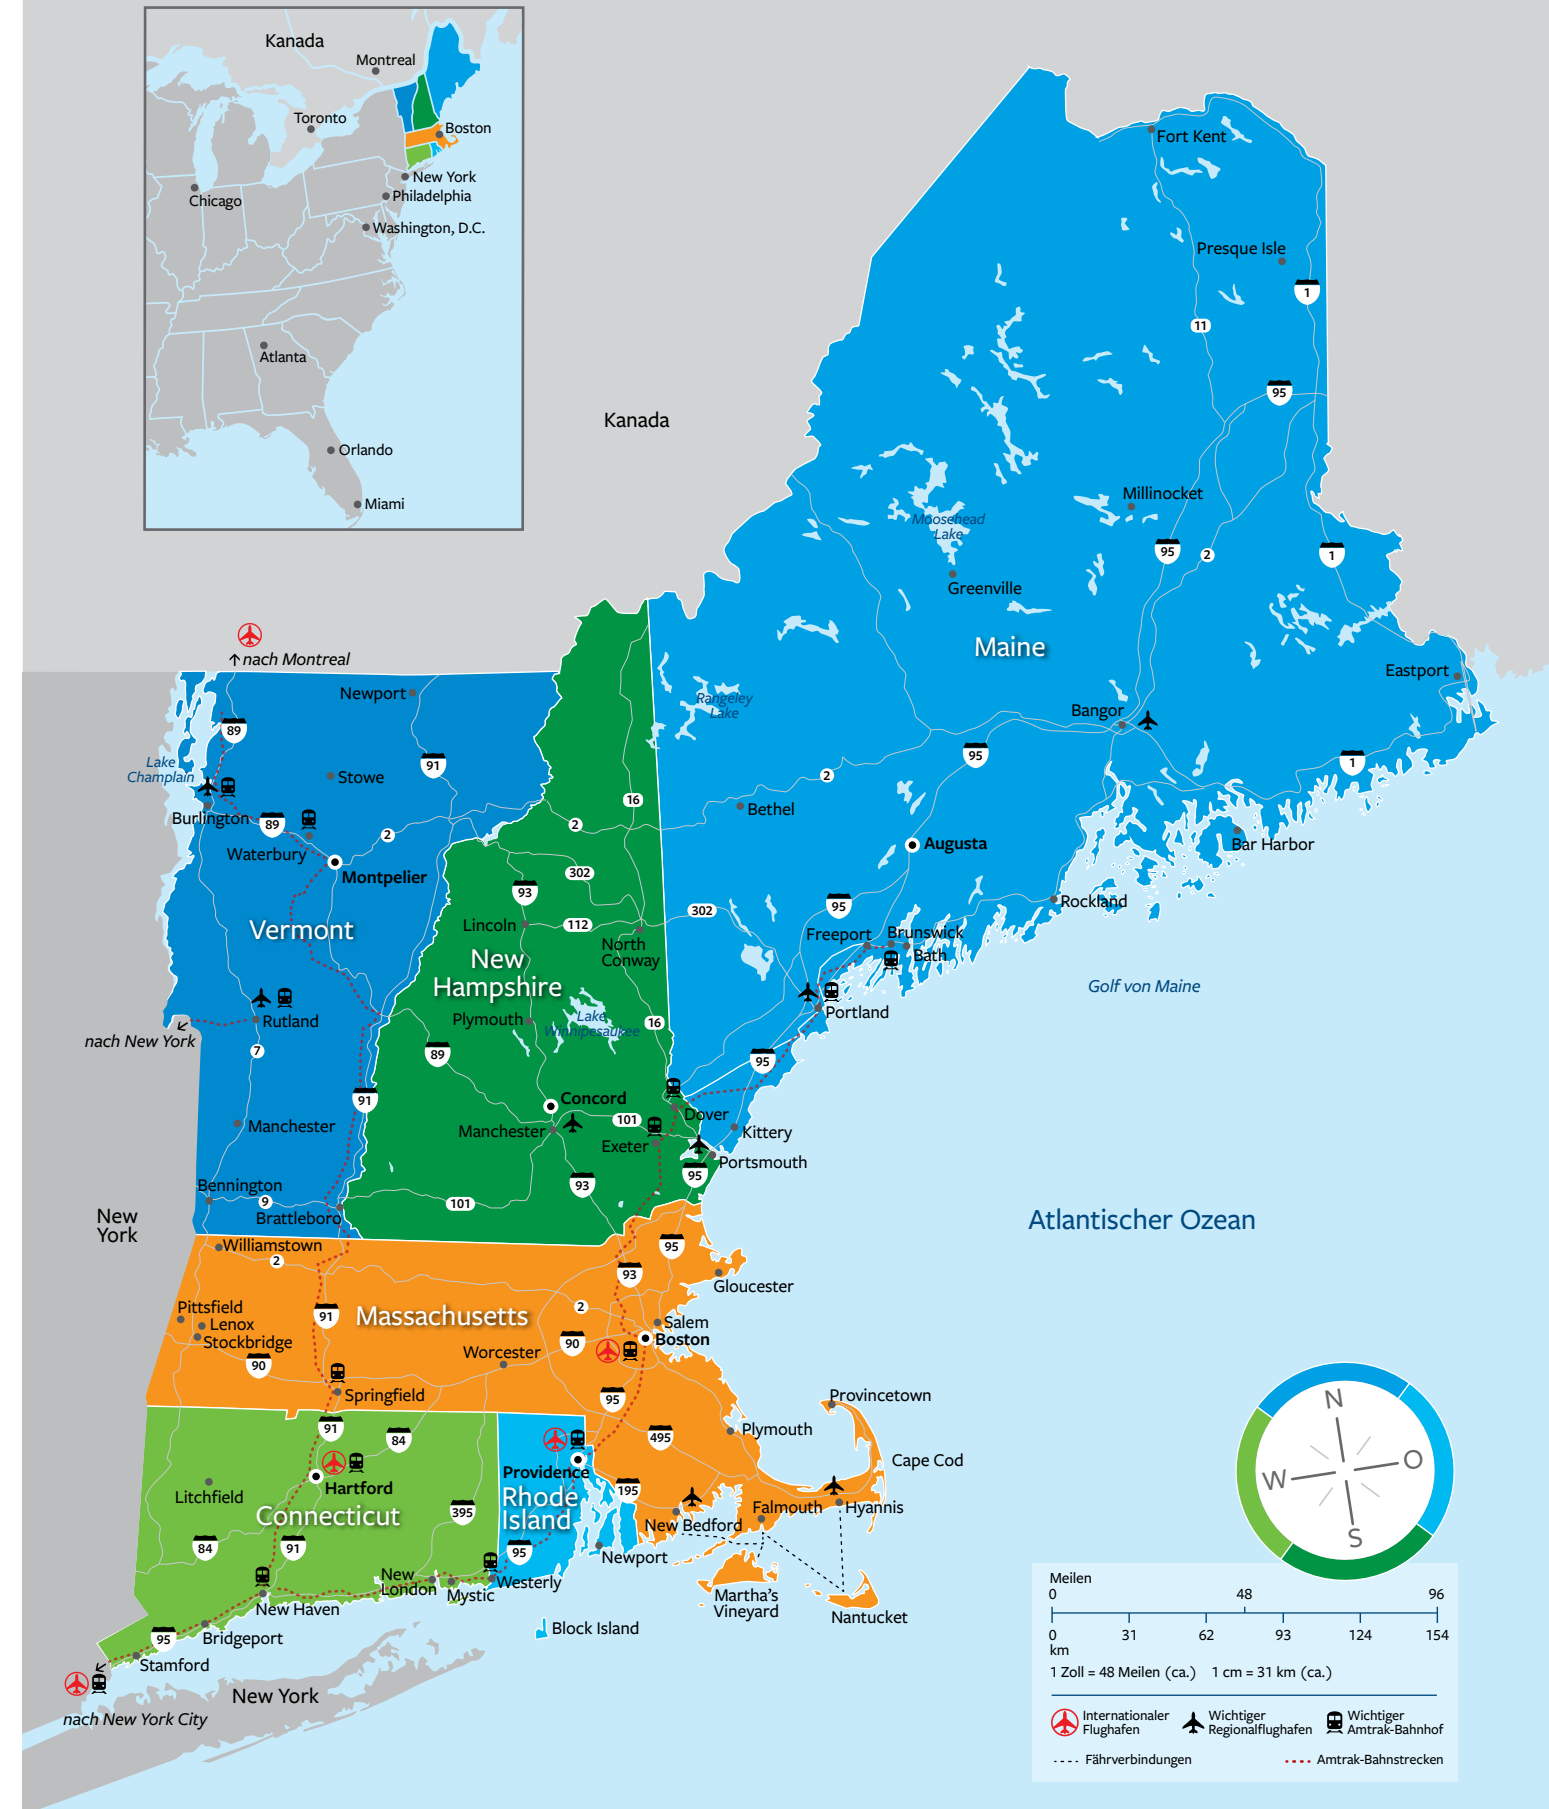 Kanada
Montreal
Toronto
Boston
New York
Philadelphia
Chicago
Washington, D.C.
Atlanta
Orlando
Miami
Fort Kent
Presque Isle
1
11
95
Kanada
Millinocket
Moosehead
Lake
95
2
1
Greenville
Maine
nach Montreal
Eastport
Newport
Rangeley
Lake
Bangor
89
91
95
1
Lake
Champlain
Stowe
2
16
Bethel
Burlington
89
2
2
Bar Harbor
Waterbury
Augusta
Montpelier
302
93
302
95
Rockland
Lincoln
112
Vermont
North
Conway
Freeport
Brunswick
Bath
New
Hampshire
Golf von Maine
Rutland
Plymouth
Lake
Winnipesaukee
16
Portland
nach New York
7
89
95
91
Concord
Manchester
Manchester
101
Dover
Exeter
Kittery
Portsmouth
Bennington
93
95
9
101
Brattleboro
New
York
Atlantischer Ozean
Williamstown
2
95
93
Gloucester
Pittsfield
Lenox
Stockbridge
91
Massachusetts
2
Salem
Boston
90
Worcester
90
Springfield
95
Provincetown
91
84
495
Plymouth
Cape Cod
Hartford
Providence
Litchfield
Connecticut
395
Rhode
Island
195
New Bedford
Falmouth
Hyannis
84
91
95
Newport
New
London
Mystic
Westerly
Martha’s
Vineyard
Nantucket
New Haven
Block Island
95
Bridgeport
Stamford
New York
nach New York City
N
O
W
S
Meilen
0
48
96
0
31
62
93
124
154
km
1 Zoll = 48 Meilen (ca.) 1 cm = 31 km (ca.)
Internationaler
Flughafen
Wichtiger
Regionalflughafen
Wichtiger
Amtrak-Bahnhof
Fährverbindungen
Amtrak-Bahnstrecken